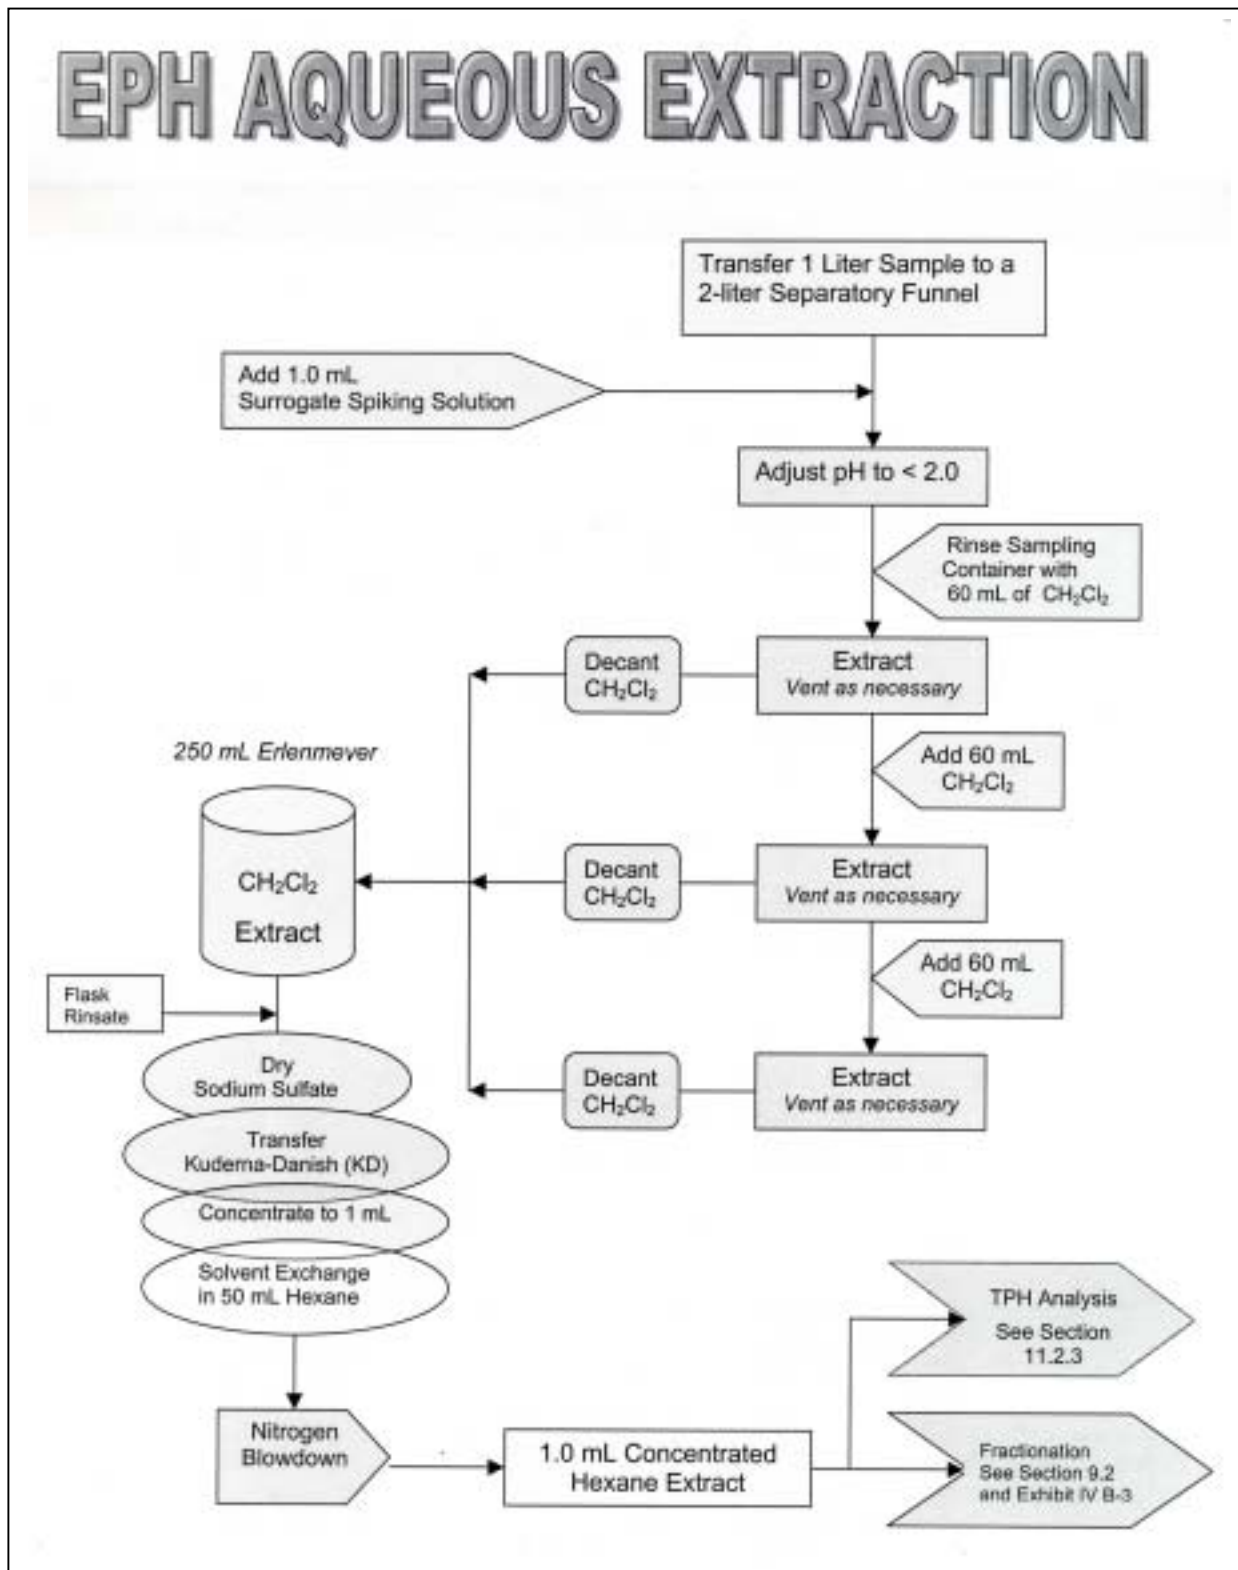 EPH AQUEOUS EXTRACTION
Transfer 1 Liter Sample to a
2-liter Separatory Funnel
Add 1.0 mL
Surrogate Spiking Solution
Adjust pH to < 2.0
Rinse Sampling
Container with
60 mL of CH₂Cl₂
Decant
CH₂Cl₂
Extract
Vent as necessary
250 mL Erlenmeyer
Add 60 mL
CH₂Cl₂
CH₂Cl₂
Extract
Decant
CH₂Cl₂
Extract
Vent as necessary
Flask
Rinsate
Add 60 mL
CH₂Cl₂
Dry
Sodium Sulfate
Decant
CH₂Cl₂
Extract
Vent as necessary
Transfer
Kuderna-Danish (KD)
Concentrate to 1 mL
Solvent Exchange
in 50 mL Hexane
TPH Analysis
See Section
11.2.3
Nitrogen
Blowdown
1.0 mL Concentrated
Hexane Extract
Fractionation
See Section 9.2
and Exhibit IV B-3